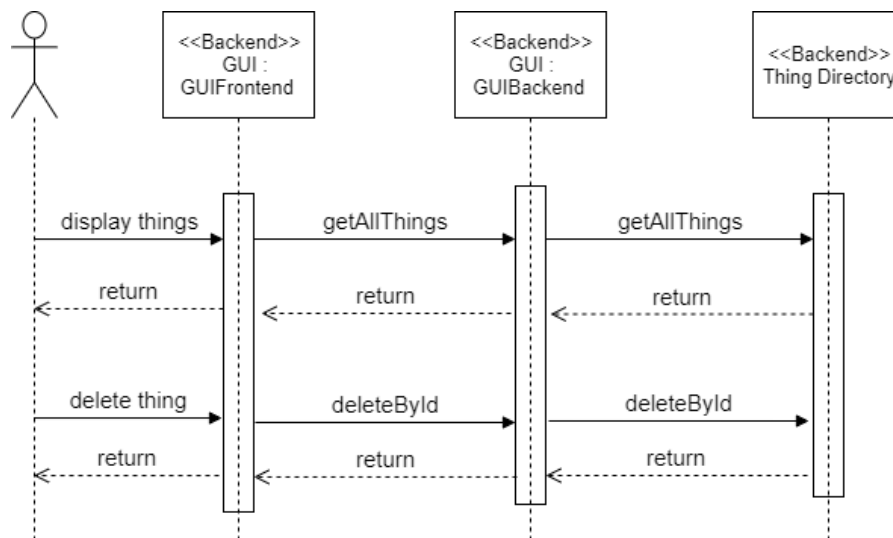 <<Backend>>
GUI :
GUIFrontend
<<Backend>>
GUI :
GUIBackend
<<Backend>>
Thing Directory
display things
getAllThings
getAllThings
return
return
return
delete thing
deleteById
deleteById
return
return
return